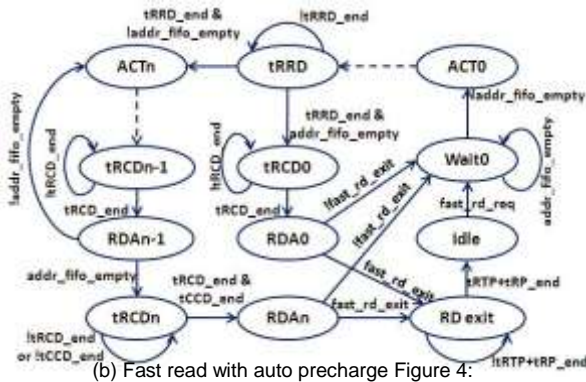 tRRD_end &
!addr_fifo_empty
!tRRD_end
ACTn
tRRD
ACT0
tRRD_end &
addr_fifo_empty
!addr_fifo_empty
!addr_fifo_empty
!tRCD_end
tRCDn-1
!tRCD_end
tRCD0
Wait0
addr_fifo_empty
tRCD_end
tRCD_end
!fast_rd_exit
!fast_rd_exit
fast_rd_req
RDAn-1
RDA0
Idle
addr_fifo_empty
tRCD_end &
tCCD_end
fast_rd_exit
tRTP+tRP_end
tRCDn
RDAn
fast_rd_exit
RD exit
!tRCD_end
or !tCCD_end
!tRTP+tRP_end
(b) Fast read with auto precharge Figure 4: